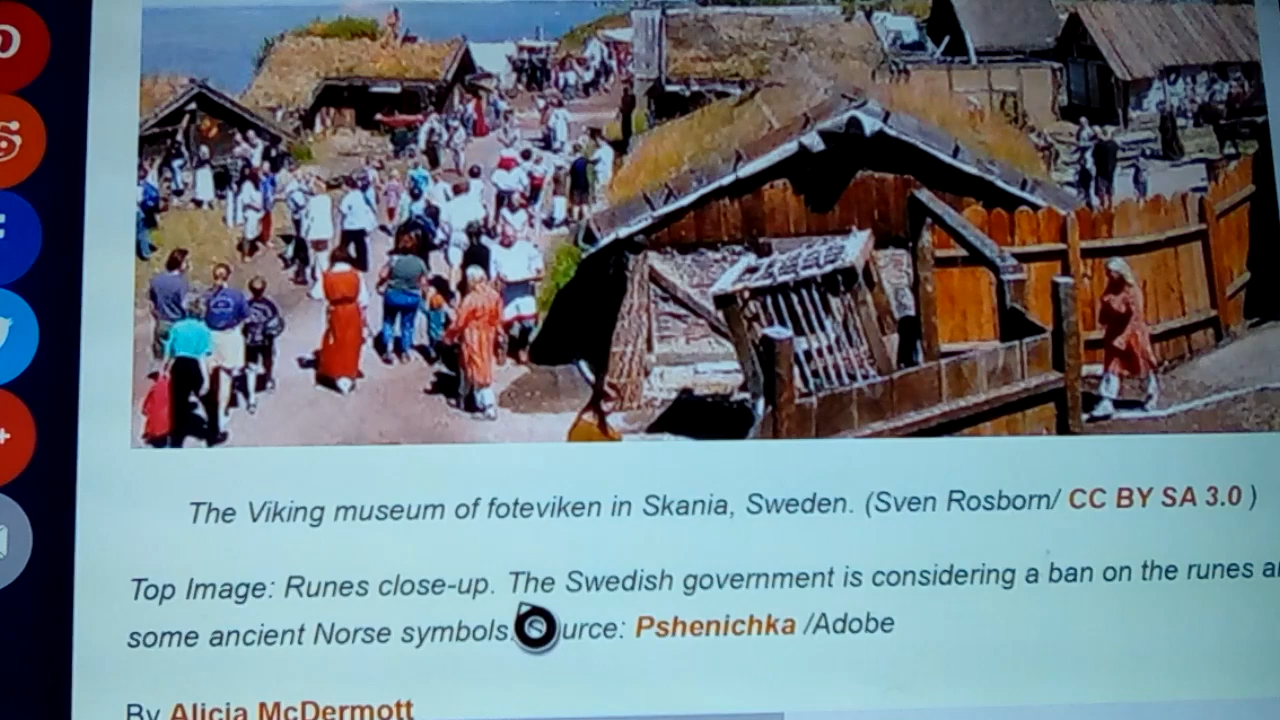 The Viking museum of foteviken in Skania, Sweden. (Sven Rosborn/ CC BY SA 3.0 )
Top Image: Runes close-up. The Swedish government is considering a ban on the runes
some ancient Norse symbols. urce: Pshenichka /Adobe
By Alicia McDermott